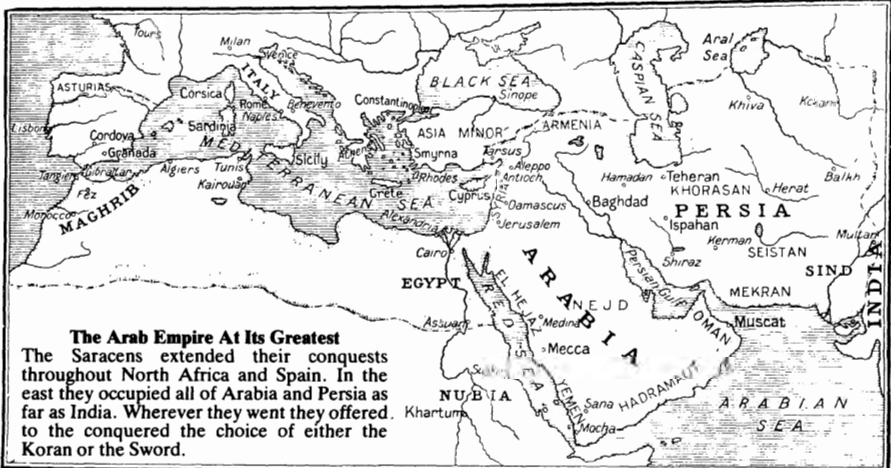 Tours
Milan
Venice
Aral
Sea
ASTURIAS
ITALY
BLACK SEA
CASPIAN SEA
Corsica
Rome
Benevento
Constantinople
Sinope
Khiva
Naples
Lisbon
Sardinia
ASIA MINOR
ARMENIA
Cordova
Athens
Smyrna
Tarsus
Granada
MEDITERRANEAN SEA
Sicily
Aleppo
Tangiers
Gibraltar
Algiers
Tunis
Rhodes
Antioch
Hamadan
Teheran
Balkh
Fez
Kairouan
Crete
Cyprus
SYRIA
KHORASAN
Herat
Morocco
MAGHRIB
Damascus
Baghdad
PERSIA
Alexandria
Jerusalem
Ispahan
Kerman
Multan
Cairo
Shiraz
SEISTAN
EGYPT
ARABIA
Persian Gulf
SIND
INDIA
EL HEJAZ
NEJD
MEKRAN
RED SEA
OMAN
Assuan
Medina
Muscat
Mecca
NUBIA
YEMEN
HADRAMAUT
ARABIAN
SEA
Khartum
Sana
Mocha
The Arab Empire At Its Greatest
The Saracens extended their conquests
throughout North Africa and Spain. In the
east they occupied all of Arabia and Persia as
far as India. Wherever they went they offered
to the conquered the choice of either the
Koran or the Sword.